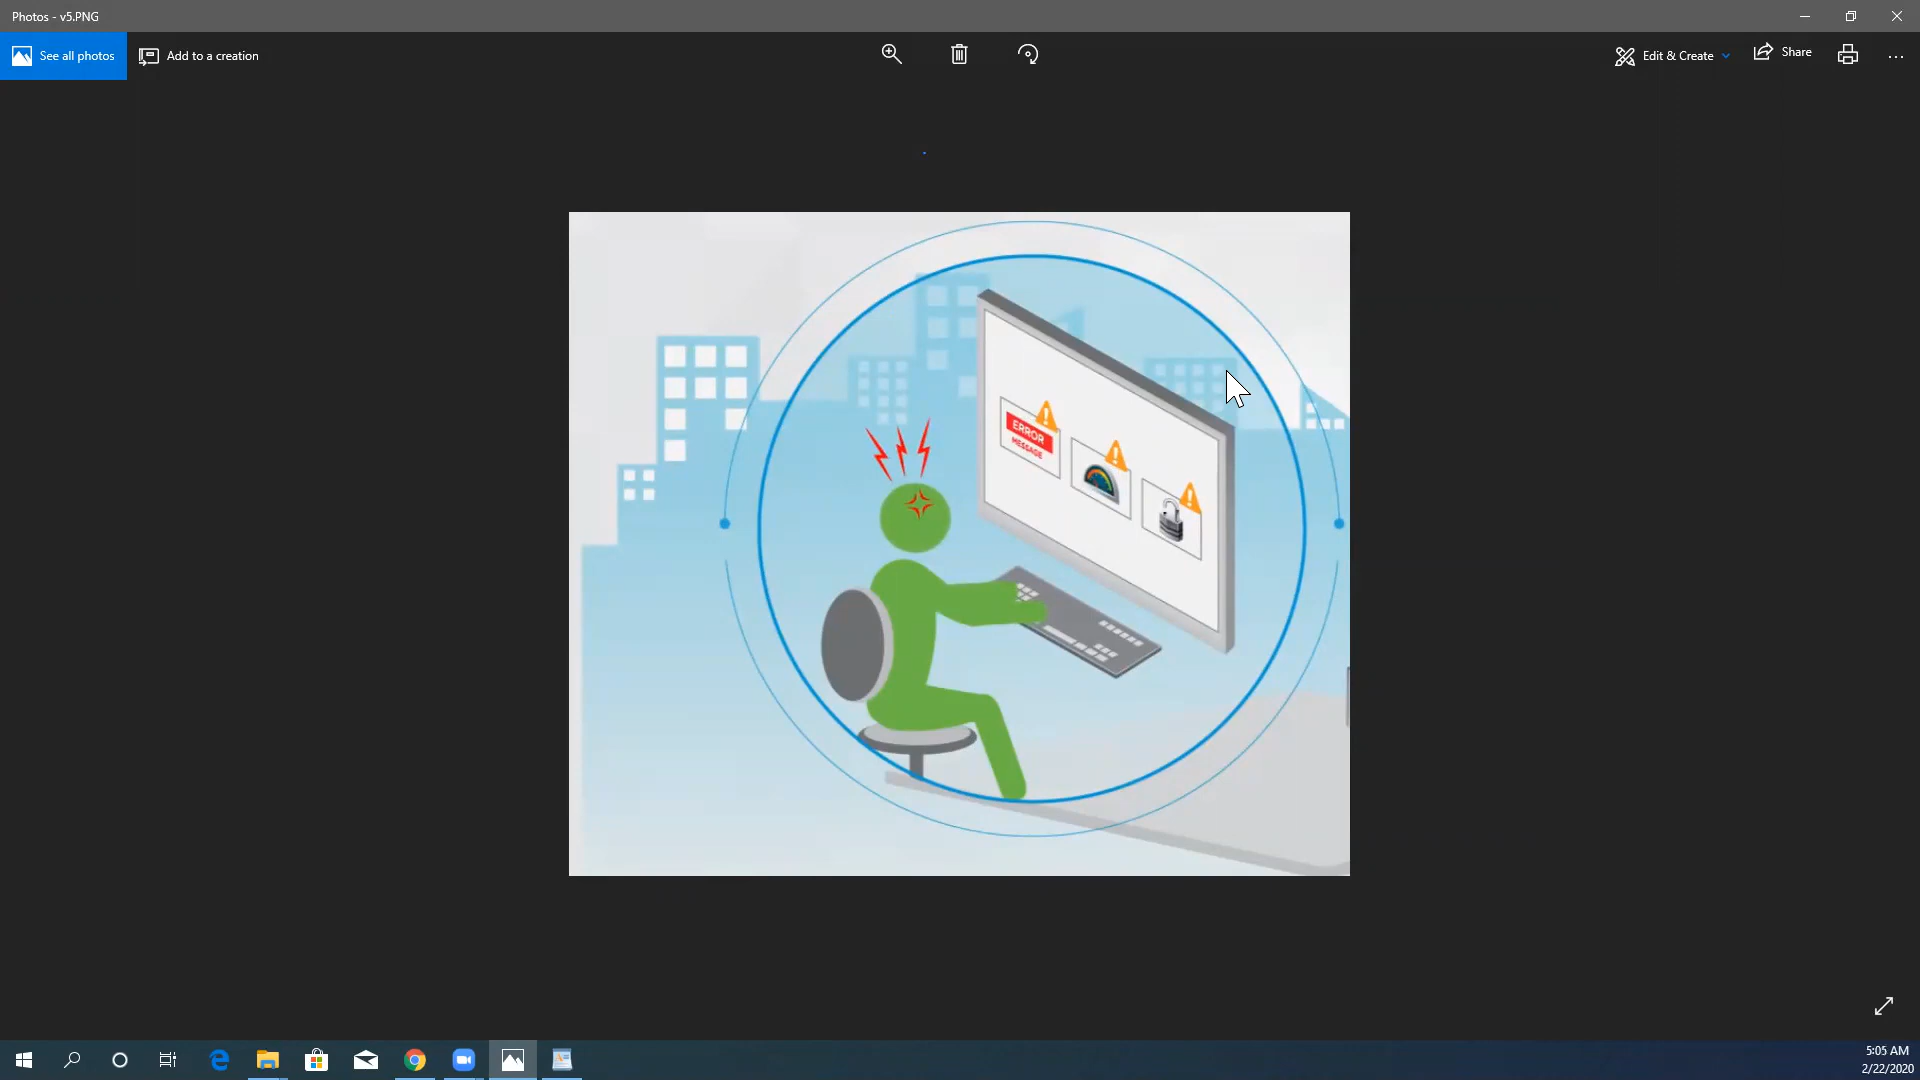 Photos - v5.PNG
See all photos
Add to a creation
Edit & Create
Share
ERROR
MESSAGE
5:05 AM
2/22/2020